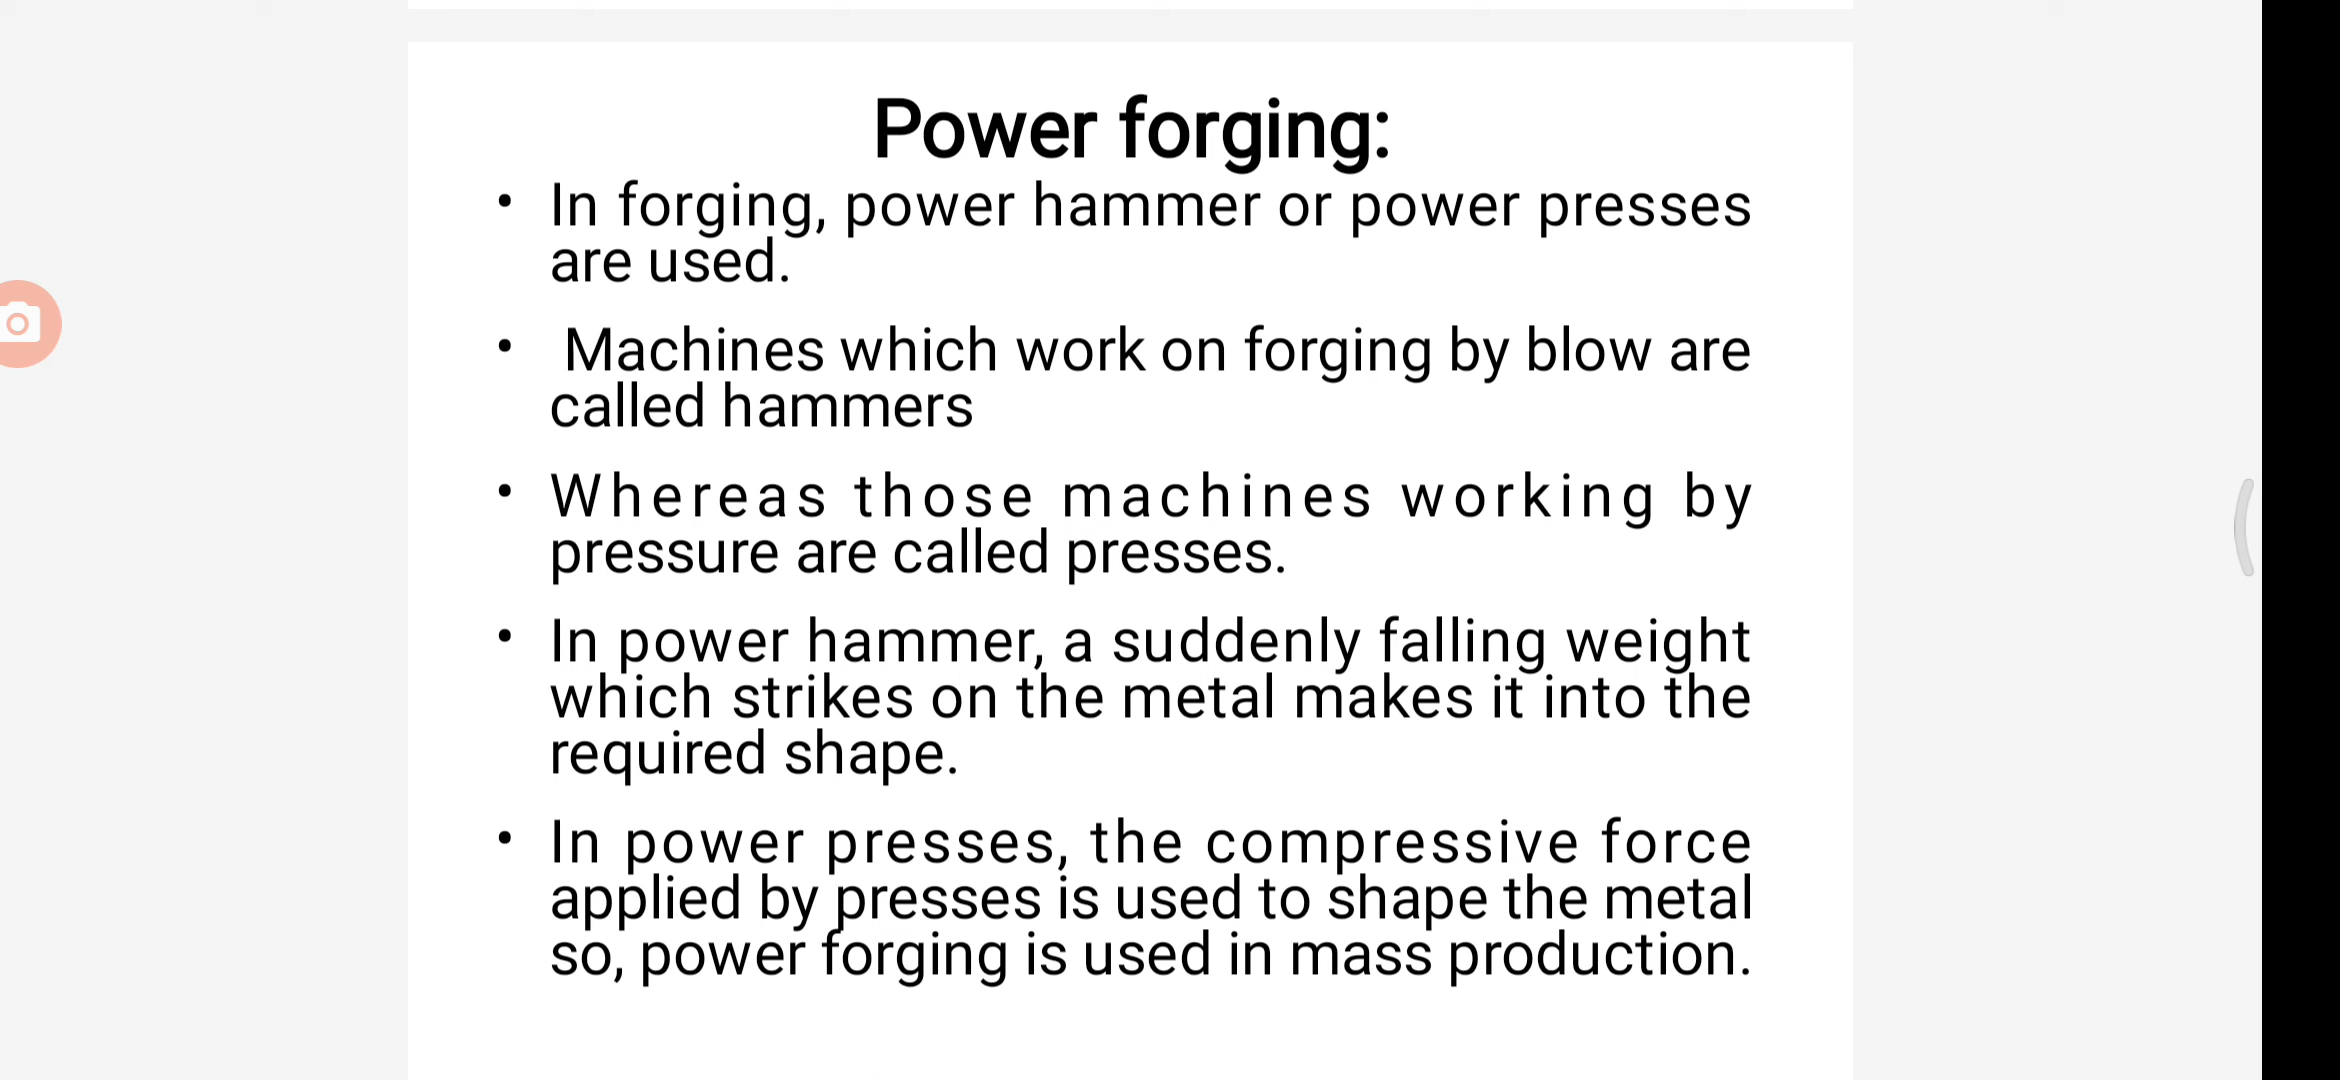 Power forging:
• In forging, power hammer or power presses
are used.
• Machines which work on forging by blow are
called hammers
• Whereas those machines working by
pressure are called presses.
• In power hammer, a suddenly falling weight
which strikes on the metal makes it into the
required shape.
• In power presses, the compressive force
applied by presses is used to shape the metal
so, power forging is used in mass production.